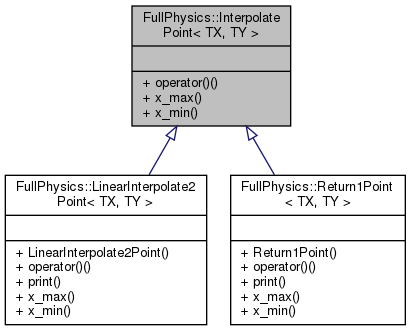 FullPhysics::Interpolate
Point< TX, TY >
+ operator()()
+ x_max()
+ x_min()
FullPhysics::LinearInterpolate2
Point< TX, TY >
+ LinearInterpolate2Point()
+ operator()()
+ print()
+ x_max()
+ x_min()
FullPhysics::Return1Point
< TX, TY >
+ Return1Point()
+ operator()()
+ print()
+ x_max()
+ x_min()